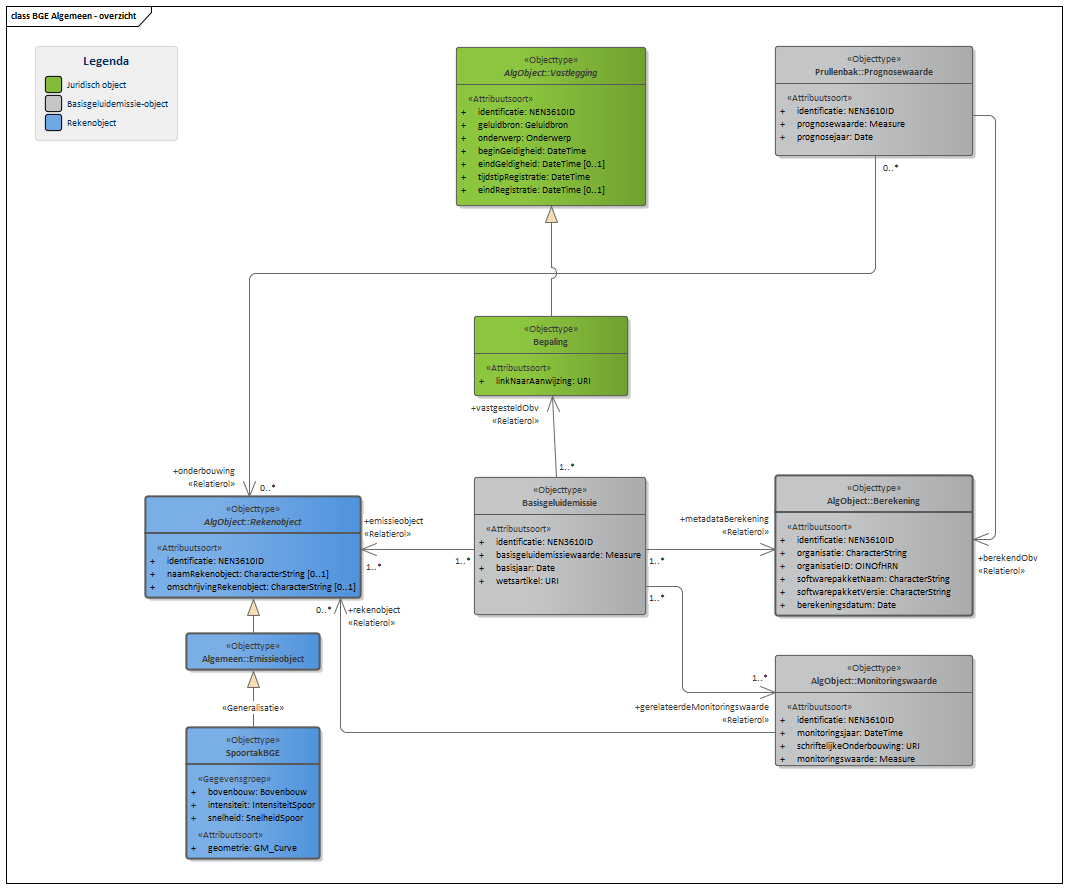 class BGE Algemeen - overzicht
Legenda
Juridisch object
Basisgeluidemissie-object
Rekenobject
«Objecttype»
AlgObject::Vastlegging
«Attribuutsoort»
+ identificatie: NEN3610ID
+ geluidbron: Geluidbron
+ onderwerp: Onderwerp
+ beginGeldigheid: DateTime
+ eindGeldigheid: DateTime [0..1]
+ tijdstipRegistratie: DateTime
+ eindRegistratie: DateTime [0..1]
«Objecttype»
Prullenbak::Prognosewaarde
«Attribuutsoort»
+ identificatie: NEN3610ID
+ prognosewaarde: Measure
+ prognosejaar: Date
0..*
«Objecttype»
Bepaling
«Attribuutsoort»
+ linkNaarAanwijzing: URI
+vastgesteldObv
«Relatierol»
1..*
+onderbouwing
«Relatierol»
0..*
«Objecttype»
AlgObject::Rekenobject
«Attribuutsoort»
+ identificatie: NEN3610ID
+ naamRekenobject: CharacterString [0..1]
+ omschrijvingRekenobject: CharacterString [0..1]
+emissieobject
«Relatierol»
1..*
1..*
«Objecttype»
Basisgeluidemissie
«Attribuutsoort»
+ identificatie: NEN3610ID
+ basisgeluidemissiewaarde: Measure
+ basisjaar: Date
+ wetsartikel: URI
+metadataBerekening
«Relatierol»
1..*
1..*
«Objecttype»
AlgObject::Berekening
«Attribuutsoort»
+ identificatie: NEN3610ID
+ organisatie: CharacterString
+ organisatieID: OINOfHRN
+ softwarepakketNaam: CharacterString
+ softwarepakketVersie: CharacterString
+ berekeningsdatum: Date
+berekendObv
«Relatierol»
0..*
+rekenobject
«Relatierol»
«Objecttype»
Algemeen::Emissieobject
«Generalisatie»
1..*
+gerelateerdeMonitoringswaarde
«Relatierol»
«Objecttype»
AlgObject::Monitoringswaarde
«Attribuutsoort»
+ identificatie: NEN3610ID
+ monitoringsjaar: DateTime
+ schriftelijkeOnderbouwing: URI
+ monitoringswaarde: Measure
«Objecttype»
SpoortakBGE
«Gegevensgroep»
+ bovenbouw: Bovenbouw
+ intensiteit: IntensiteitSpoor
+ snelheid: SnelheidSpoor
«Attribuutsoort»
+ geometrie: GM_Curve